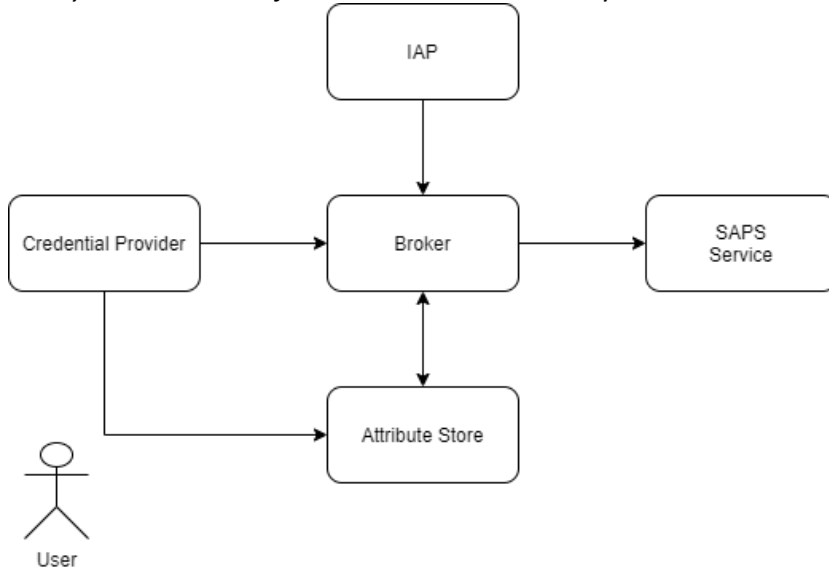 IAP
Credential Provider
Broker
SAPS
Service
Attribute Store
User